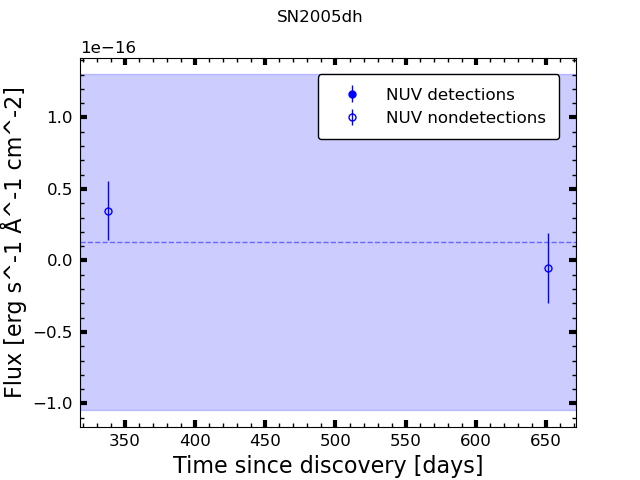 SN2005dh
1e−16
1.0
0.5
0.0
−0.5
−1.0
Flux [erg s^-1 Å^-1 cm^-2]
NUV detections
NUV nondetections
350 400 450 500 550 600 650
Time since discovery [days]